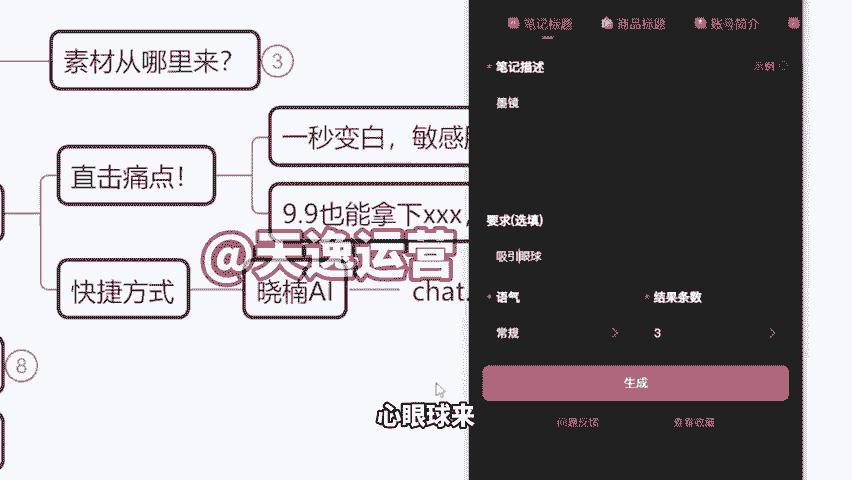 素材从哪里来？
3
直击痛点！
一秒变白，敏感
9.9也能拿下xxx，
快捷方式
晓楠AI
chat.
8
@天逸运营
笔记标题
商品标题
账号简介
* 笔记描述
示例
墨镜
要求(选填)
吸引眼球
* 语气
* 结果条数
常规
3
生成
问题反馈
查看收藏
心眼球来